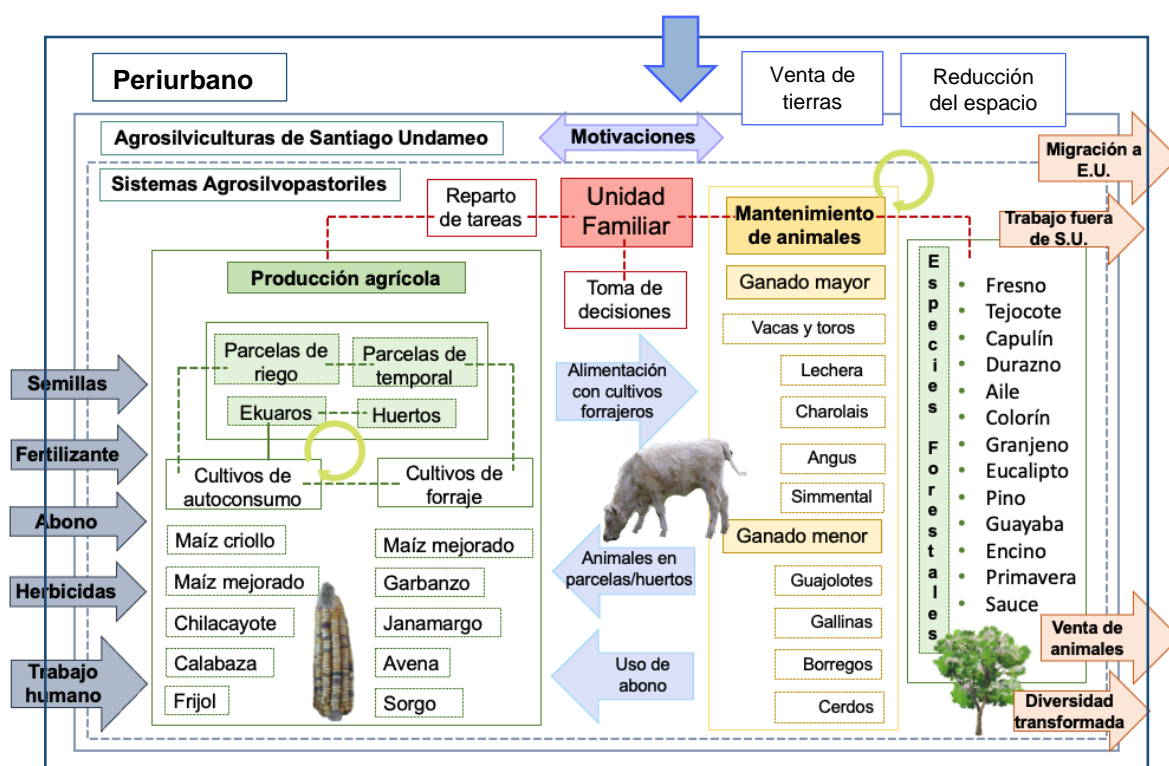 Periurbano
Venta de
tierras
Reducción
del espacio
Agrosilviculturas de Santiago Undameo
Motivaciones
Migración a
E.U.
Sistemas Agrosilvopastoriles
Reparto
de tareas
Unidad
Familiar
Mantenimiento
de animales
Trabajo fuera
de S.U.
Producción agrícola
Toma de
decisiones
Ganado mayor
Vacas y toros
Lechera
Charolais
Angus
Simmental
Ganado menor
Guajolotes
Gallinas
Borregos
Cerdos
Especies Forestales
• Fresno
• Tejocote
• Capulín
• Durazno
• Aile
• Colorín
• Granjeno
• Eucalipto
• Pino
• Guayaba
• Encino
• Primavera
• Sauce
Parcelas de
riego
Parcelas de
temporal
Ekuaros
Huertos
Cultivos de
autoconsumo
Cultivos de
forraje
Maíz criollo
Maíz mejorado
Chilacayote
Calabaza
Frijol
Maíz mejorado
Garbanzo
Janamargo
Avena
Sorgo
Semillas
Fertilizante
Abono
Herbicidas
Trabajo
humano
Alimentación
con cultivos
forrajeros
Animales en
parcelas/huertos
Uso de
abono
Venta de
animales
Diversidad
transformada